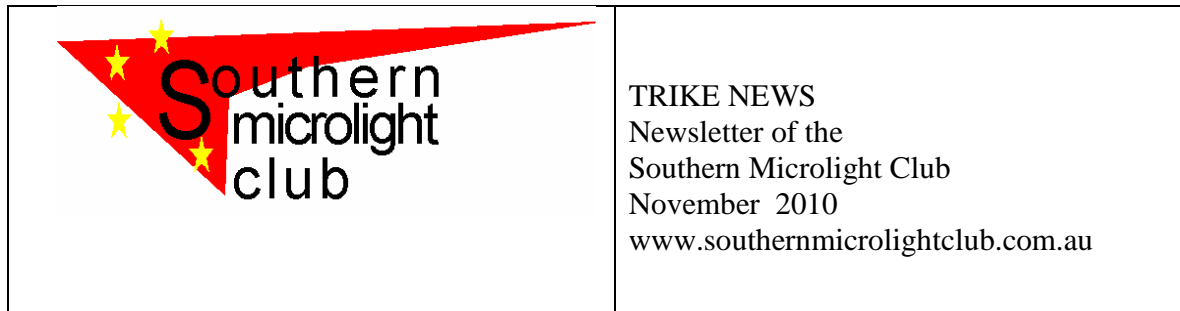 Southern
microlight
club
TRIKE NEWS
Newsletter of the
Southern Microlight Club
November 2010
www.southernmicrolightclub.com.au